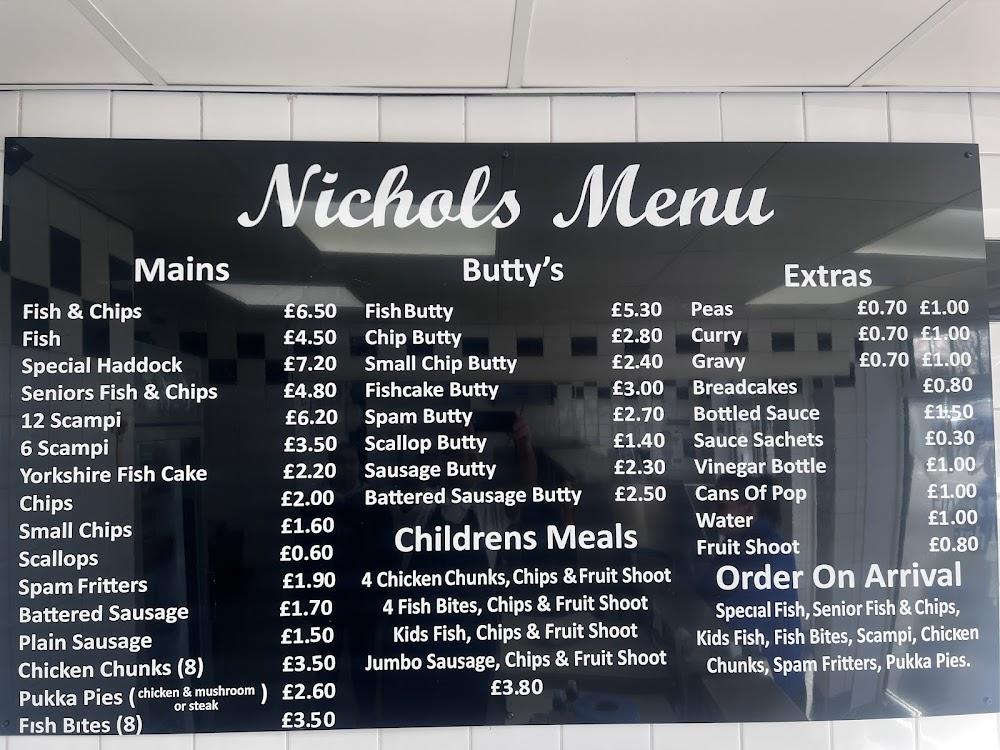 Nichols Menu
Mains
Fish & Chips £6.50
Fish £4.50
Special Haddock £7.20
Seniors Fish & Chips £4.80
12 Scampi £6.20
6 Scampi £3.50
Yorkshire Fish Cake £2.20
Chips £2.00
Small Chips £1.60
Scallops £0.60
Spam Fritters £1.90
Battered Sausage £1.70
Plain Sausage £1.50
Chicken Chunks (8) £3.50
Pukka Pies ( chicken & mushroom or steak ) £2.60
Fish Bites (8) £3.50
Butty’s
Fish Butty £5.30
Chip Butty £2.80
Small Chip Butty £2.40
Fishcake Butty £3.00
Spam Butty £2.70
Scallop Butty £1.40
Sausage Butty £2.30
Battered Sausage Butty £2.50
Childrens Meals
4 Chicken Chunks, Chips & Fruit Shoot
4 Fish Bites, Chips & Fruit Shoot
Kids Fish, Chips & Fruit Shoot
Jumbo Sausage, Chips & Fruit Shoot
£3.80
Extras
Peas £0.70 £1.00
Curry £0.70 £1.00
Gravy £0.70 £1.00
Breadcakes £0.80
Bottled Sauce £1.50
Sauce Sachets £0.30
Vinegar Bottle £1.00
Cans Of Pop £1.00
Water £1.00
Fruit Shoot £0.80
Order On Arrival
Special Fish, Senior Fish & Chips,
Kids Fish, Fish Bites, Scampi, Chicken
Chunks, Spam Fritters, Pukka Pies.